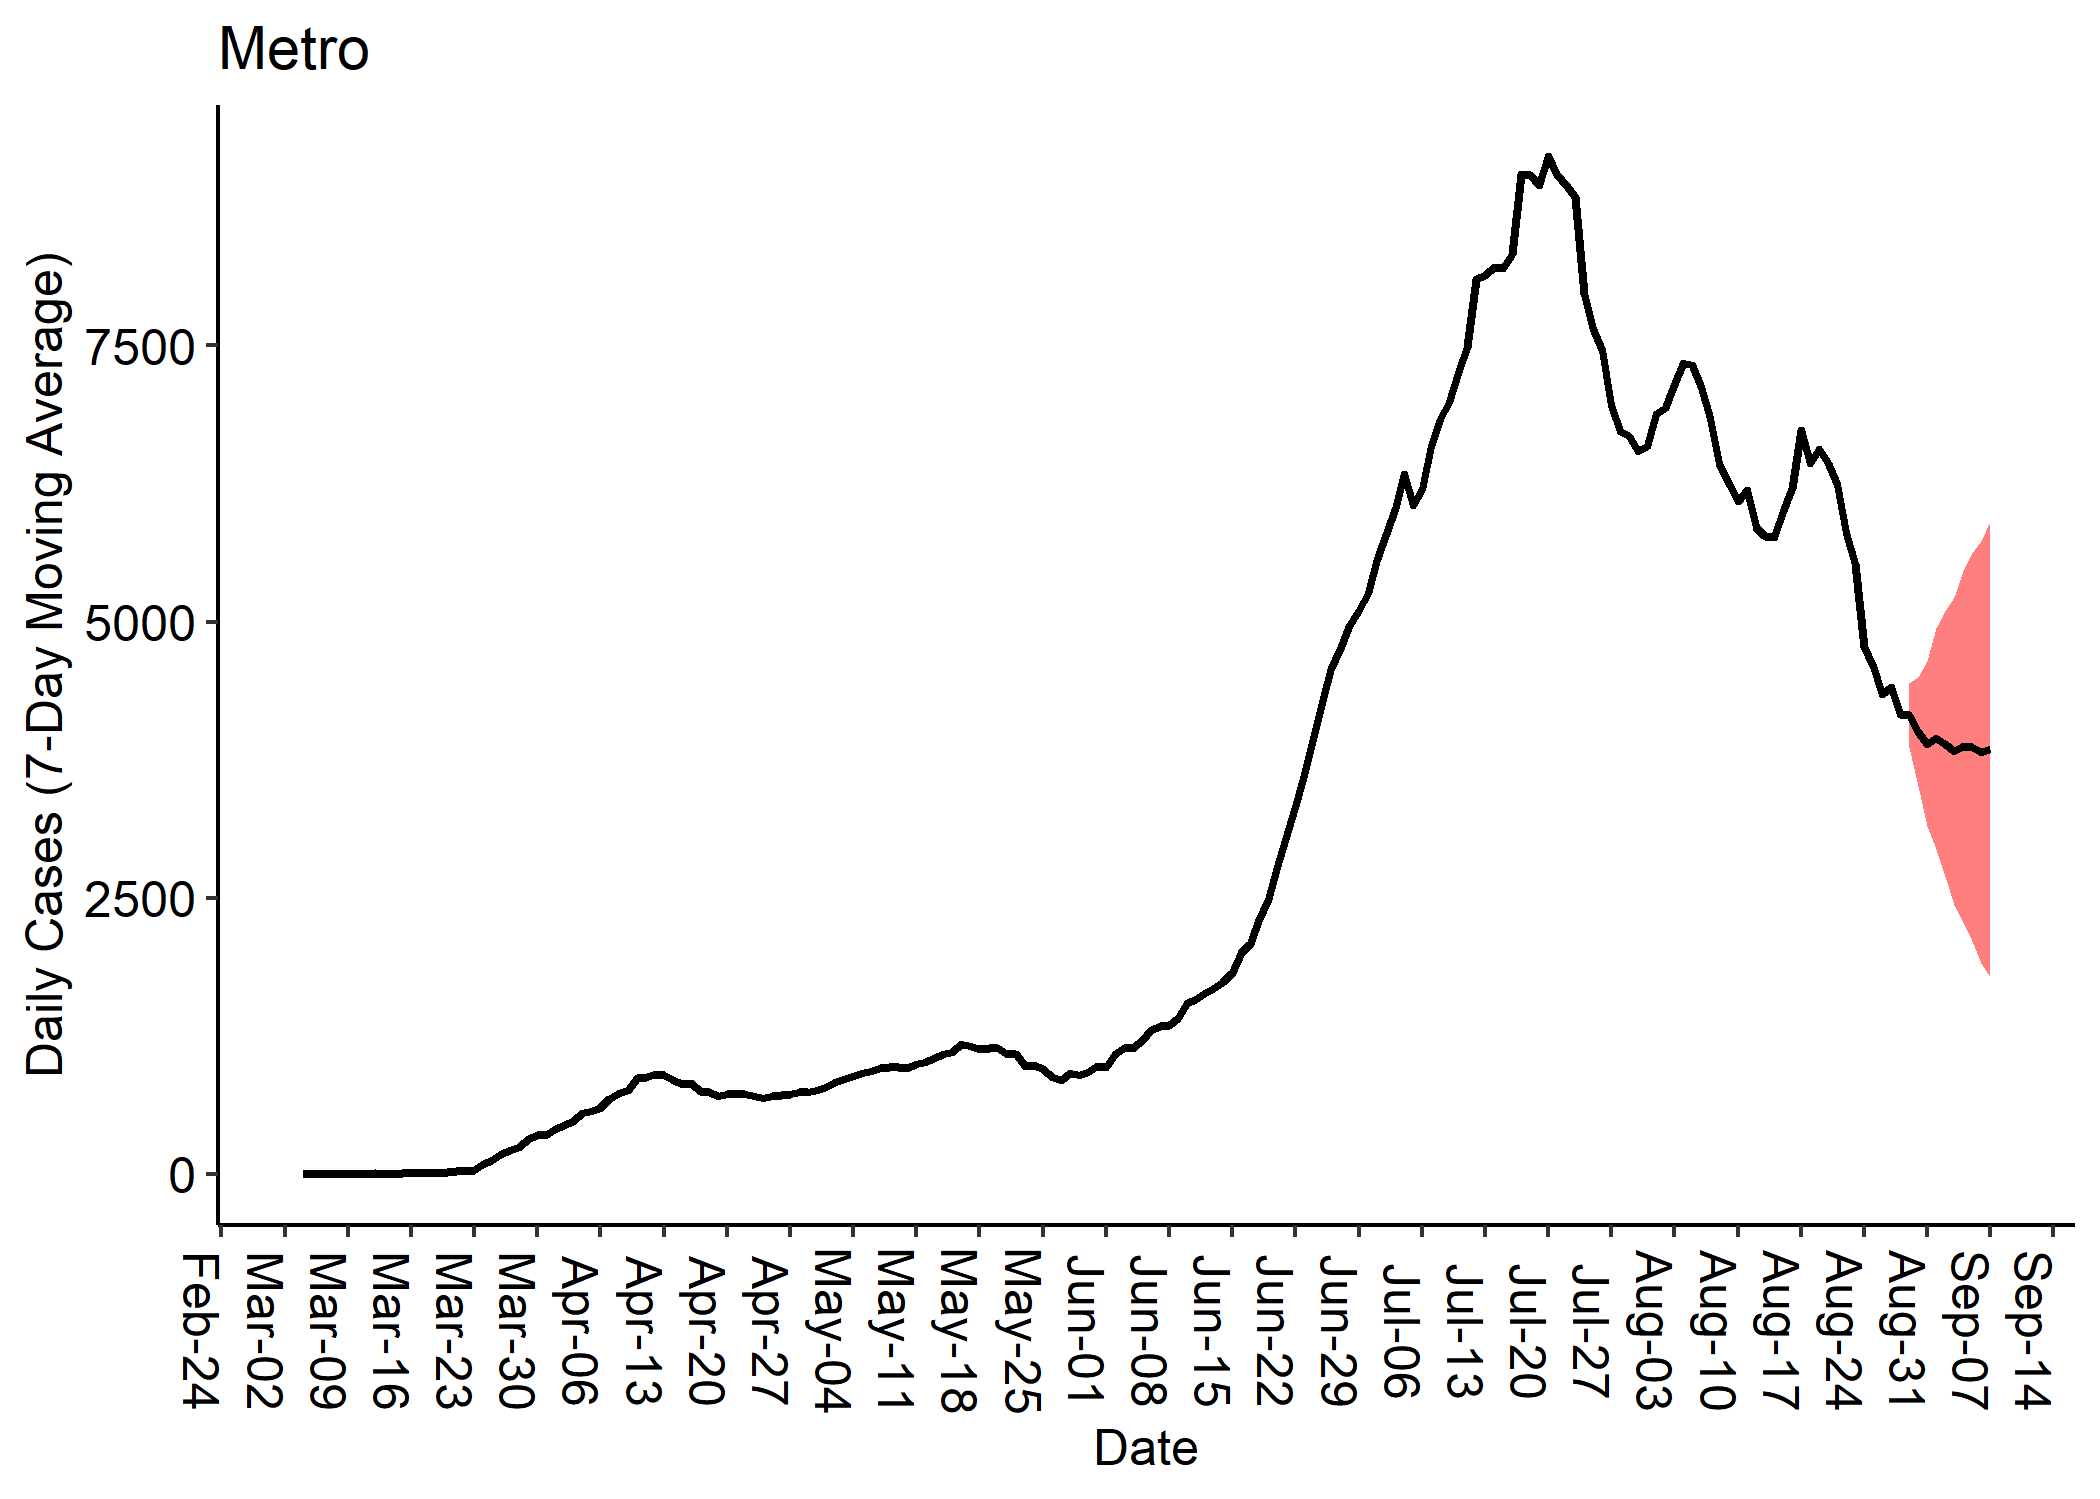 Metro
Daily Cases (7-Day Moving Average)
7500
5000
2500
0
Feb-24
Mar-02
Mar-09
Mar-16
Mar-23
Mar-30
Apr-06
Apr-13
Apr-20
Apr-27
May-04
May-11
May-18
May-25
Jun-01
Jun-08
Jun-15
Jun-22
Jun-29
Jul-06
Jul-13
Jul-20
Jul-27
Aug-03
Aug-10
Aug-17
Aug-24
Aug-31
Sep-07
Sep-14
Date